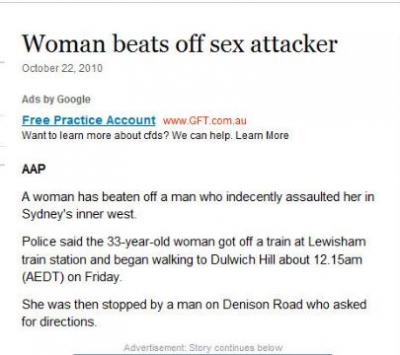 Woman beats off sex attacker
October 22, 2010
Ads by Google
Free Practice Account www.GFT.com.au
Want to learn more about cfds? We can help. Learn More
AAP
A woman has beaten off a man who indecently assaulted her in
Sydney's inner west.
Police said the 33-year-old woman got off a train at Lewisham
train station and began walking to Dulwich Hill about 12.15am
(AEDT) on Friday.
She was then stopped by a man on Denison Road who asked
for directions.
Advertisement: Story continues below